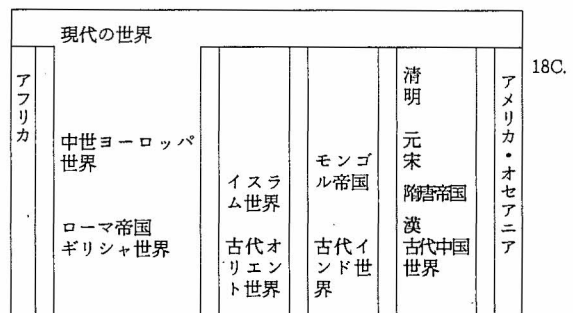 現代の世界
18C.
アフリカ
中世ヨーロッパ
世界
ローマ帝国
ギリシャ世界
イスラ
ム世界
古代オ
リエン
ト世界
モンゴ
ル帝国
古代イ
ンド世
界
清
明
元
宋
隋唐帝国
漢
古代中国
世界
アメリカ・オセアニア